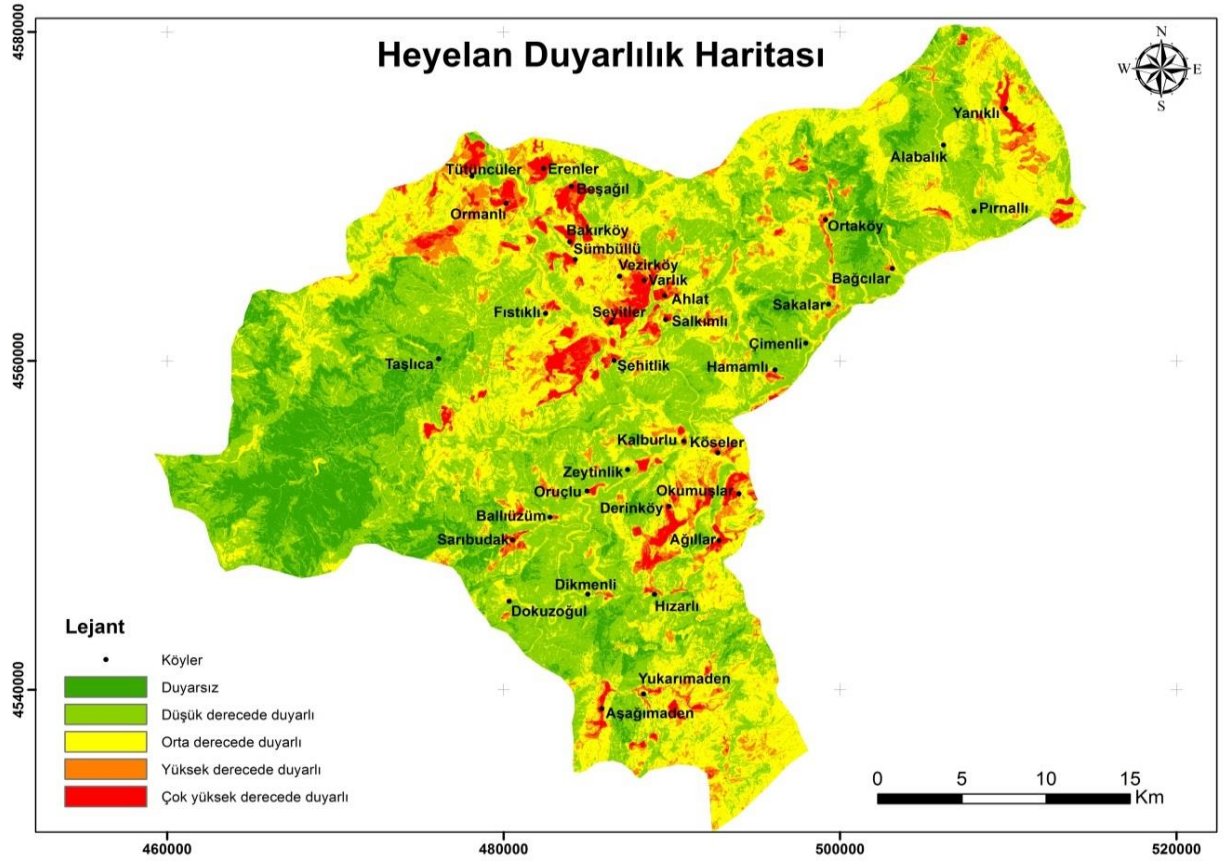 Heyelan Duyarlılık Haritası
N
W E
S
4580000
4560000
4540000
Yanıklı
Alabalık
Pırnallı
Tütüncüler
Erenler
Beşağıl
Ormanlı
Bakırköy
Sümbüllü
Ortaköy
Vezirköy
Varlık
Bağcılar
Ahlat
Sakalar
Fıstıklı
Seyitler
Salkımlı
Çimenli
Taşlıca
Şehitlik
Hamamlı
Kalburlu
Köseler
Zeytinlik
Oruçlu
Okumuşlar
Derinköy
Ballıüzüm
Sarıbudak
Ağıllar
Dikmenli
Dokuzoğul
Hızarlı
Yukarımaden
Aşağımaden
Lejant
Köyler
Duyarsız
Düşük derecede duyarlı
Orta derecede duyarlı
Yüksek derecede duyarlı
Çok yüksek derecede duyarlı
0 5 10 15
Km
460000 480000 500000 520000